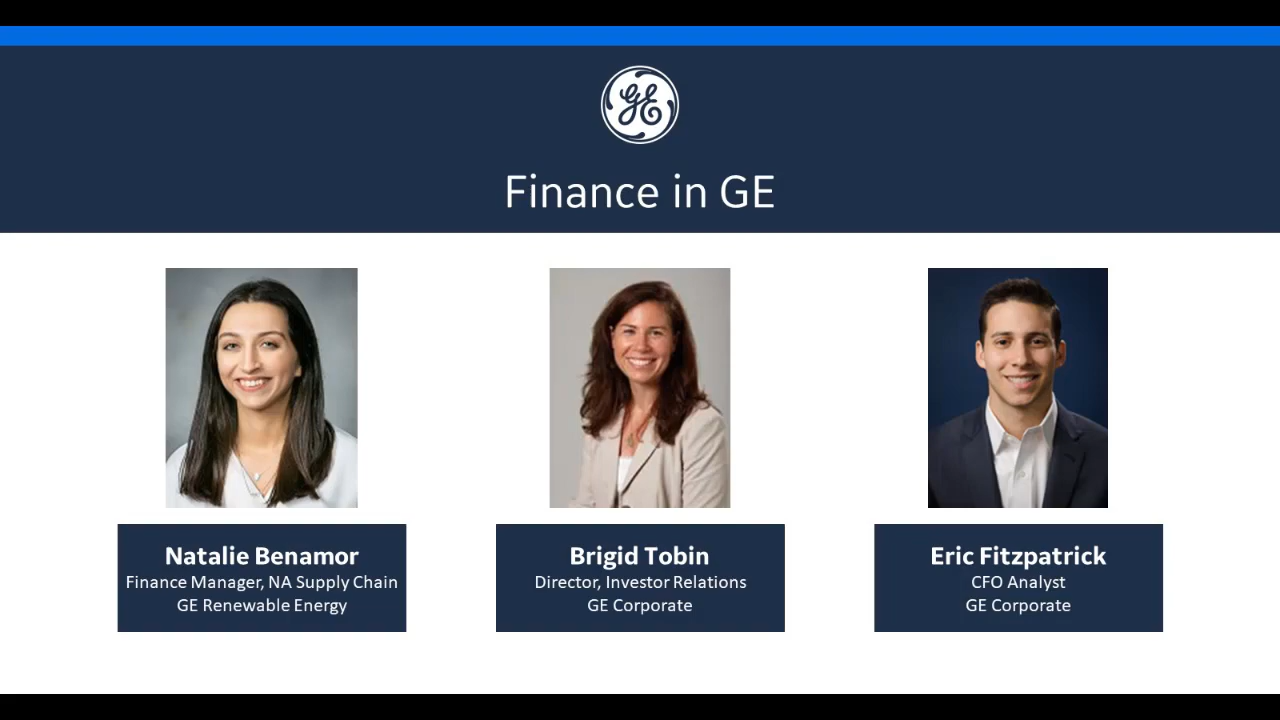 GE
Finance in GE
Natalie Benamor
Finance Manager, NA Supply Chain
GE Renewable Energy
Brigid Tobin
Director, Investor Relations
GE Corporate
Eric Fitzpatrick
CFO Analyst
GE Corporate